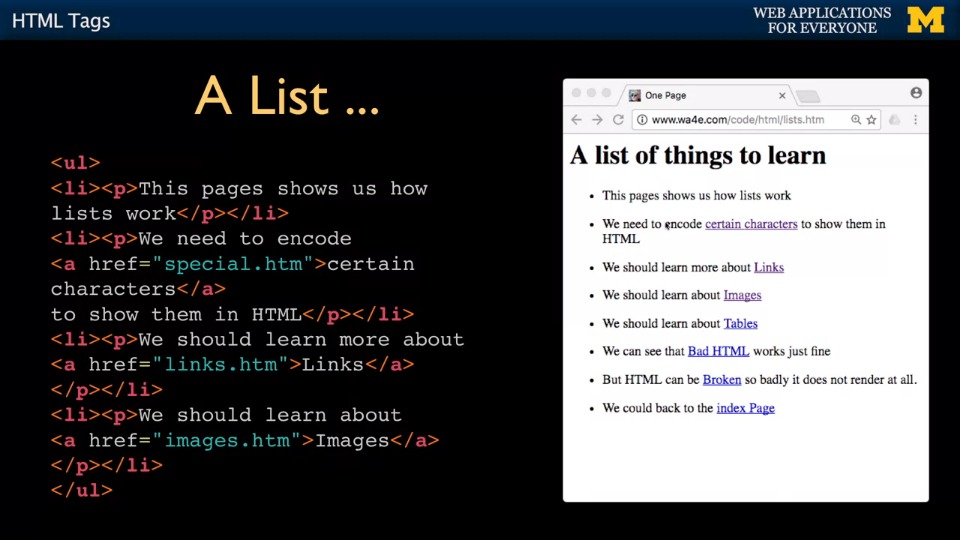 HTML Tags
WEB APPLICATIONS
FOR EVERYONE
M
A List ...
<ul>
<li><p>This pages shows us how
lists work</p></li>
<li><p>We need to encode
<a href="special.htm">certain
characters</a>
to show them in HTML</p></li>
<li><p>We should learn more about
<a href="links.htm">Links</a>
</p></li>
<li><p>We should learn about
<a href="images.htm">Images</a>
</p></li>
</ul>
One Page
www.wa4e.com/code/html/lists.htm
A list of things to learn
• This pages shows us how lists work
• We need to encode certain characters to show them in
HTML
• We should learn more about Links
• We should learn about Images
• We should learn about Tables
• We can see that Bad HTML works just fine
• But HTML can be Broken so badly it does not render at all.
• We could back to the index Page